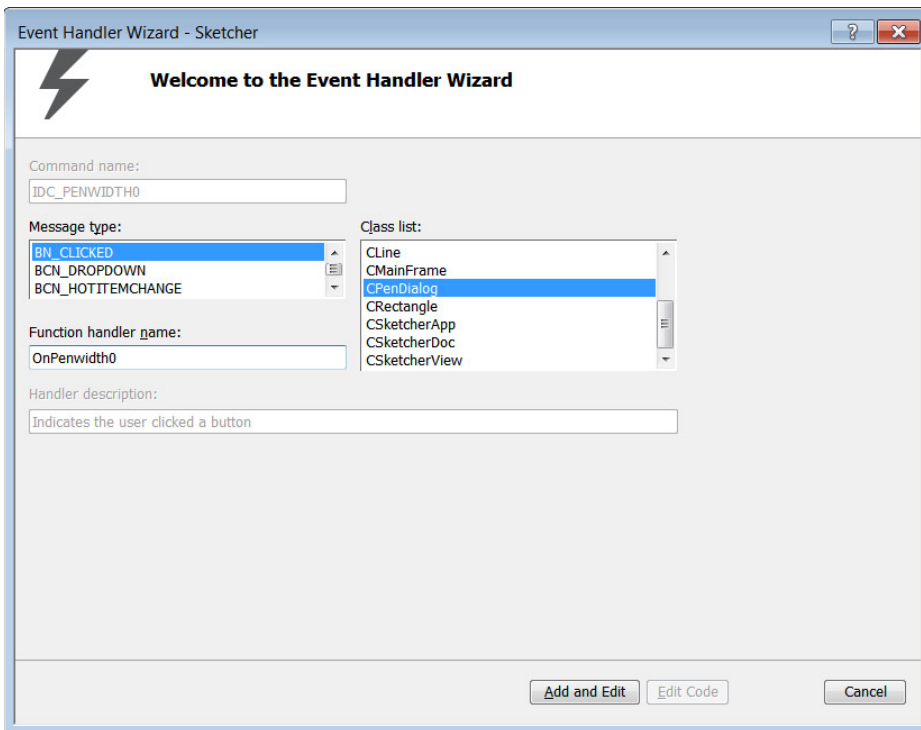 Event Handler Wizard - Sketcher
Welcome to the Event Handler Wizard
Command name:
IDC_PENWIDTH0
Message type:
BN_CLICKED
BCN_DROPDOWN
BCN_HOTITEMCHANGE
Class list:
CLine
CMainFrame
CPenDialog
CRectangle
CSketcherApp
CSketcherDoc
CSketcherView
Function handler name:
OnPenwidth0
Handler description:
Indicates the user clicked a button
Add and Edit
Edit Code
Cancel